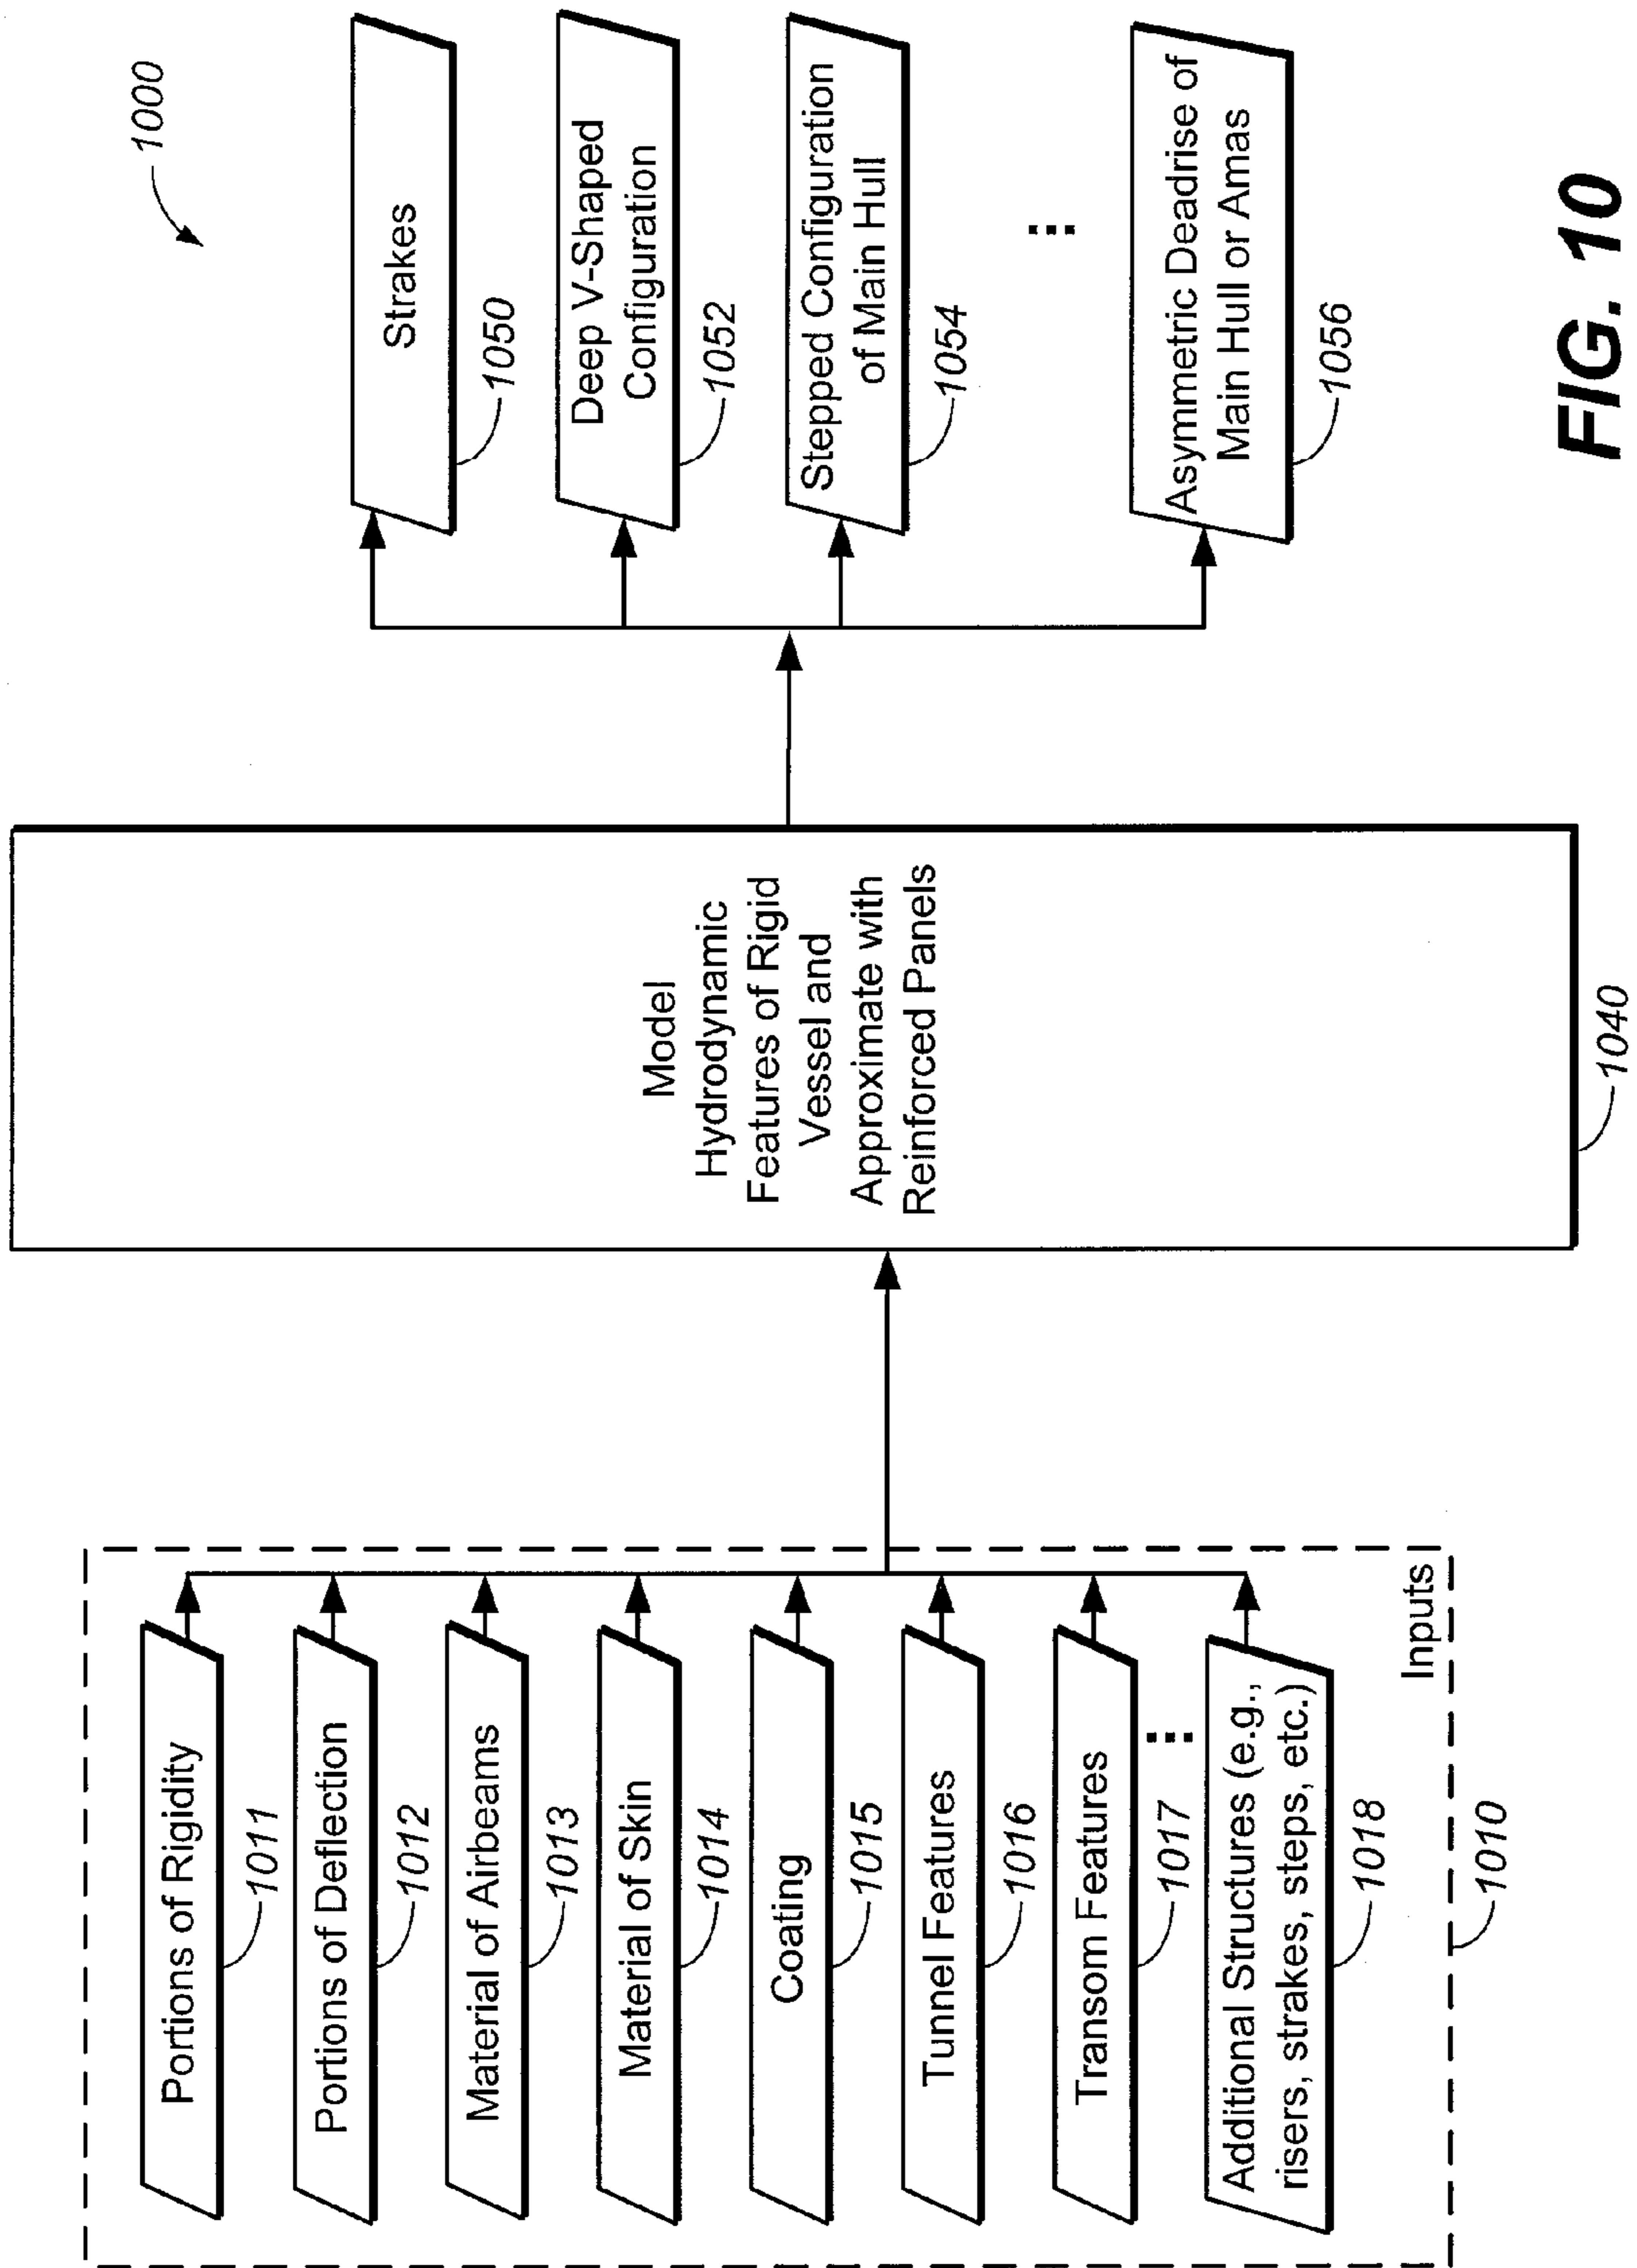 1000
Portions of Rigidity
1011
Portions of Deflection
1012
Material of Airbeams
1013
Material of Skin
1014
Coating
1015
Tunnel Features
1016
Transom Features
1017
Additional Structures (e.g.,
risers, strakes, steps, etc.)
1018
Inputs
1010
Model
Hydrodynamic
Features of Rigid
Vessel and
Approximate with
Reinforced Panels
1040
Strakes
1050
Deep V-Shaped
Configuration
1052
Stepped Configuration
of Main Hull
1054
Asymmetric Deadrise of
Main Hull or Amas
1056
FIG. 10